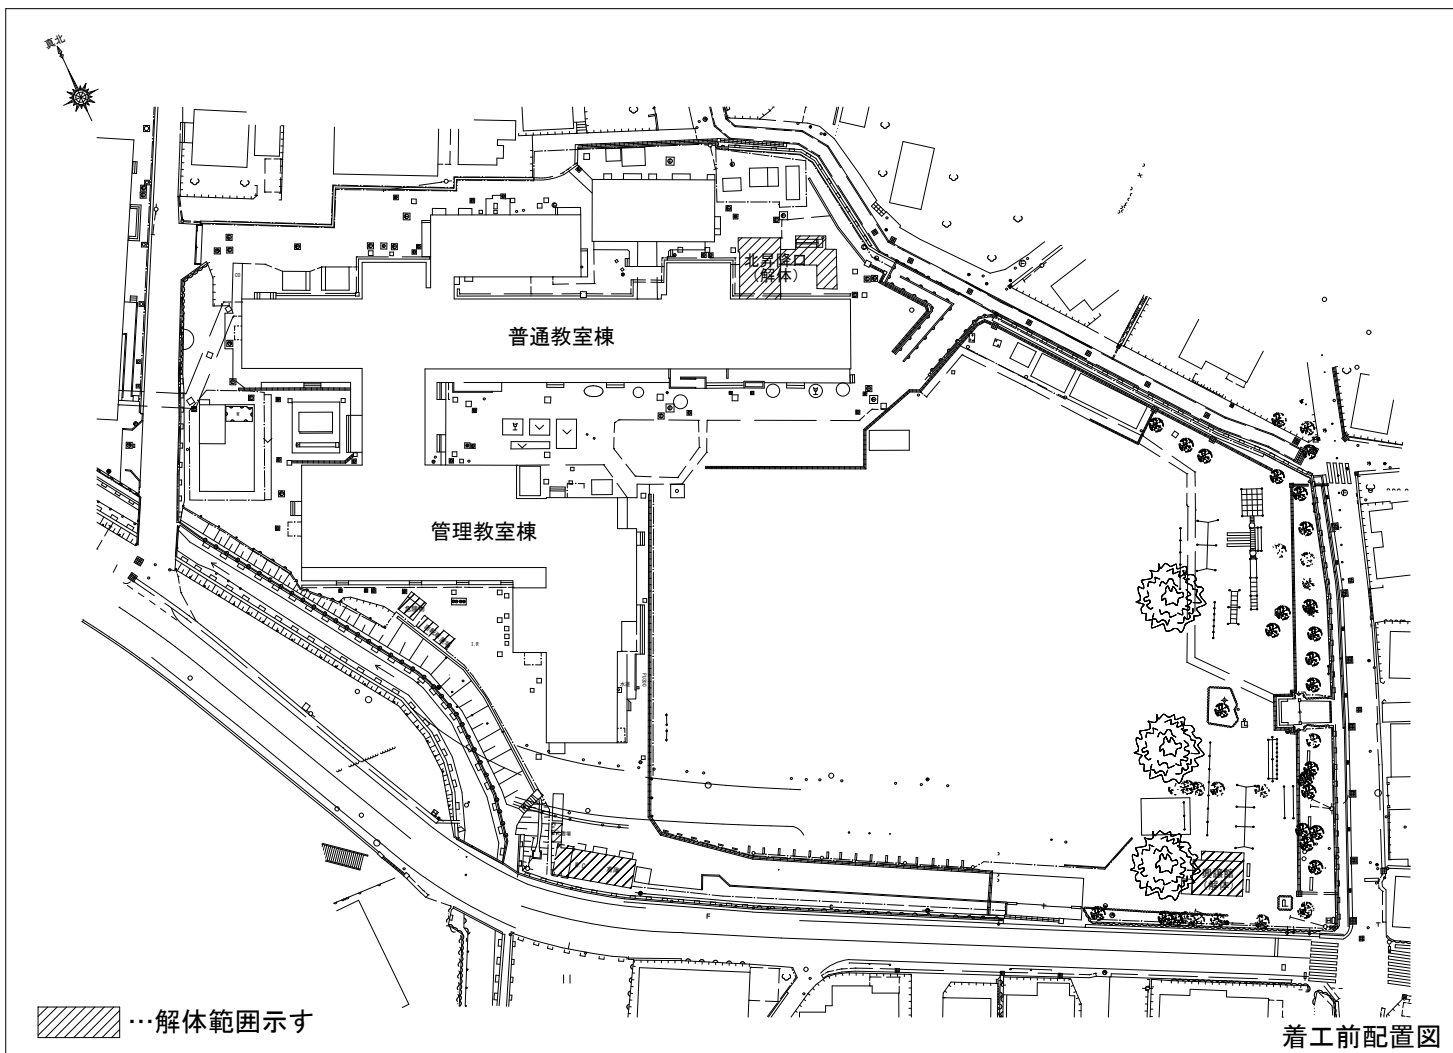 真北
北昇降口
(解体)
普通教室棟
管理教室棟
…解体範囲示す
着工前配置図